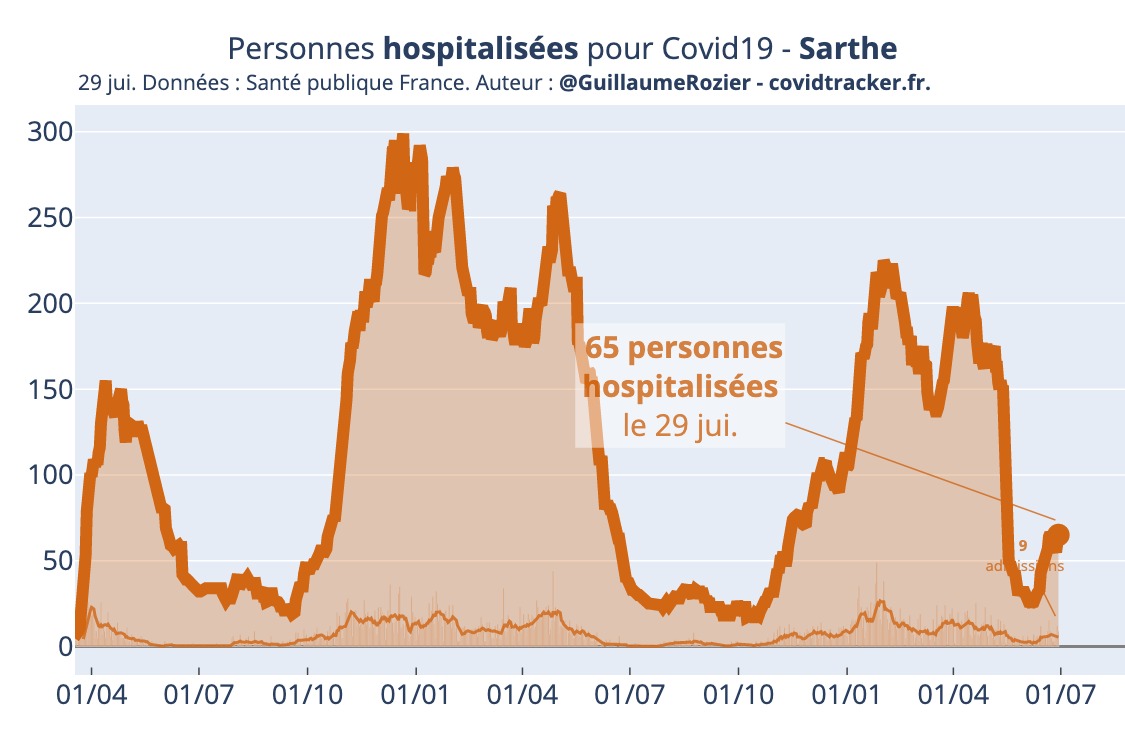 Personnes hospitalisées pour Covid19 - Sarthe
29 jui. Données : Santé publique France. Auteur : @GuillaumeRozier - covidtracker.fr.
300
250
200
150
100
50
0
65 personnes
hospitalisées
le 29 jui.
9
admissions
01/04 01/07 01/10 01/01 01/04 01/07 01/10 01/01 01/04 01/07